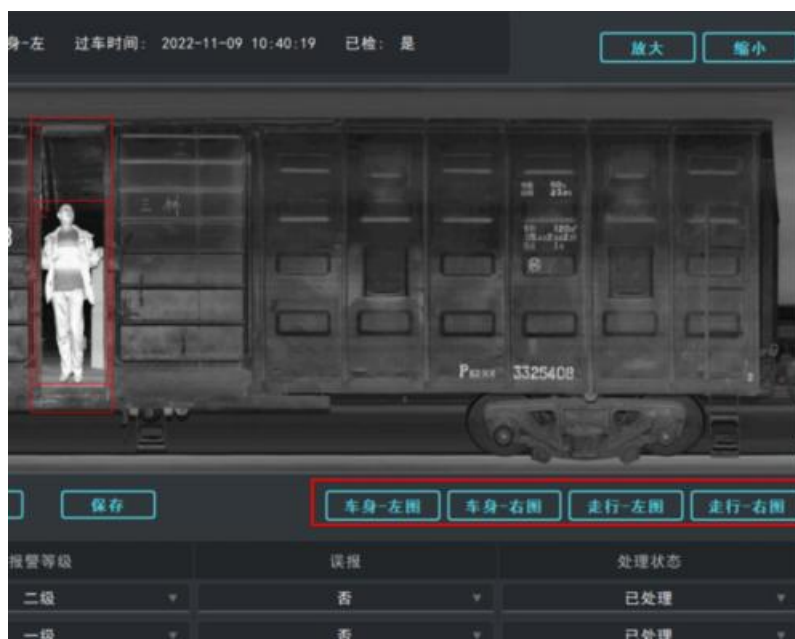 身-左 过车时间: 2022-11-09 10:40:19 已检: 是
放大 缩小
P 3325408
保存 车身-左图 车身-右图 走行-左图 走行-右图
报警等级 误报 处理状态
二级 否 已处理
一级 否 已处理